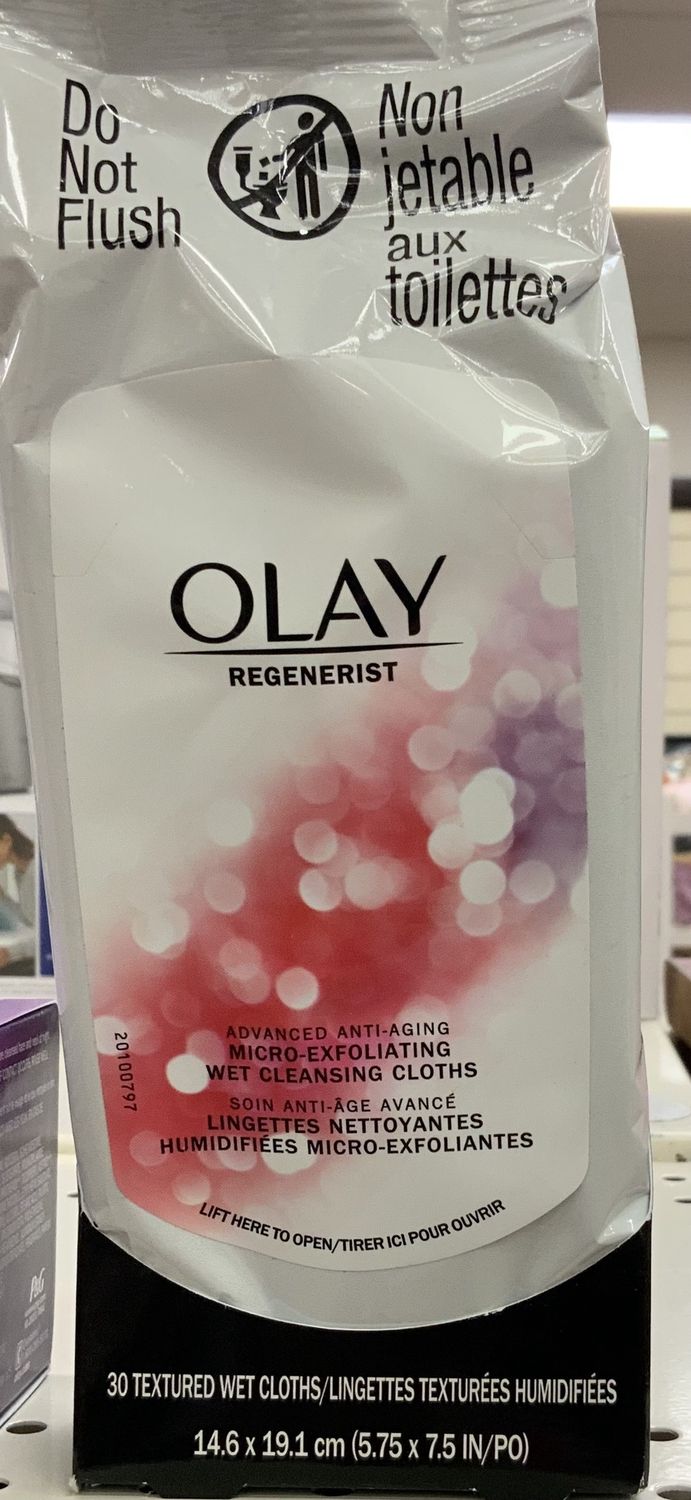 Do
Not
Flush
Non
jetable
aux
toilettes
OLAY
REGENERIST
ADVANCED ANTI-AGING
MICRO-EXFOLIATING
WET CLEANSING CLOTHS
SOIN ANTI-ÂGE AVANCÉ
LINGETTES NETTOYANTES
HUMIDIFIÉES MICRO-EXFOLIANTES
20100797
LIFT HERE TO OPEN/TIRER ICI POUR OUVRIR
30 TEXTURED WET CLOTHS/LINGETTES TEXTURÉES HUMIDIFIÉES
14.6 x 19.1 cm (5.75 x 7.5 IN/PO)
P&G